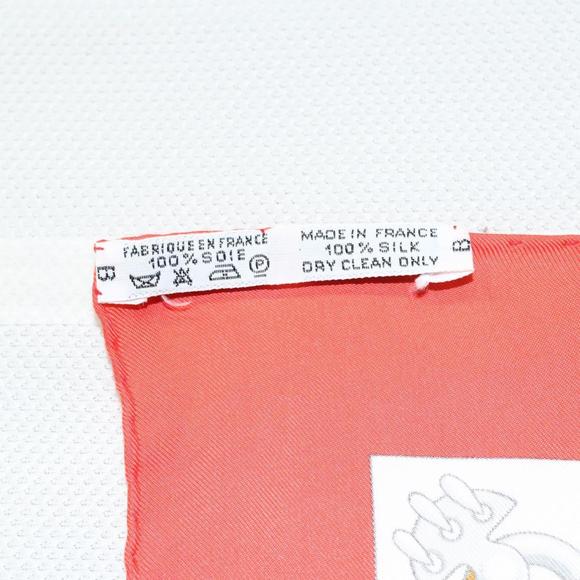 B
FABRIQUE EN FRANCE
100% SOIE
MADE IN FRANCE
100% SILK
DRY CLEAN ONLY
P
B